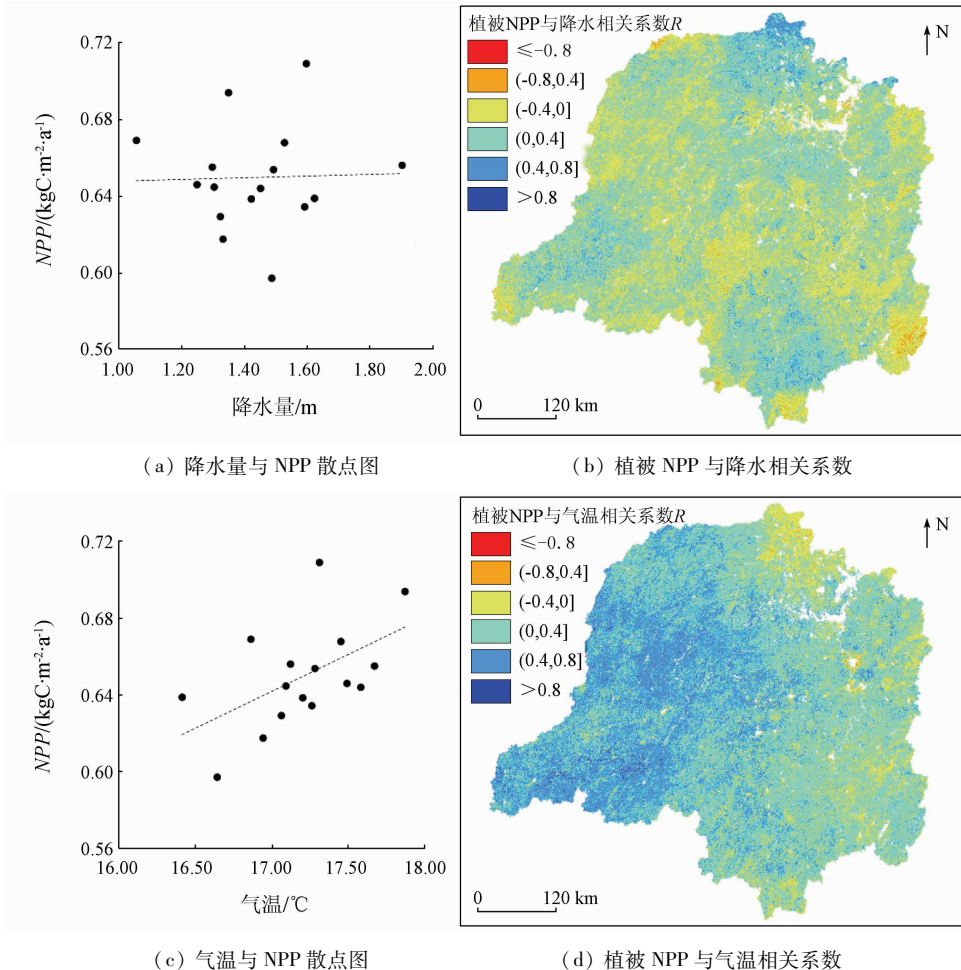 0.72
0.68
0.64
0.60
0.56
NPP/(kgC·m⁻²·a⁻¹)
1.00 1.20 1.40 1.60 1.80 2.00
降水量/m
(a) 降水量与 NPP 散点图
植被NPP与降水相关系数R
≤-0.8
(-0.8,0.4]
(-0.4,0]
(0,0.4]
(0.4,0.8]
>0.8
N
0 120 km
(b) 植被 NPP 与降水相关系数
0.72
0.68
0.64
0.60
0.56
NPP/(kgC·m⁻²·a⁻¹)
16.00 16.50 17.00 17.50 18.00
气温/℃
(c) 气温与 NPP 散点图
植被NPP与气温相关系数R
≤-0.8
(-0.8,0.4]
(-0.4,0]
(0,0.4]
(0.4,0.8]
>0.8
N
0 120 km
(d) 植被 NPP 与气温相关系数